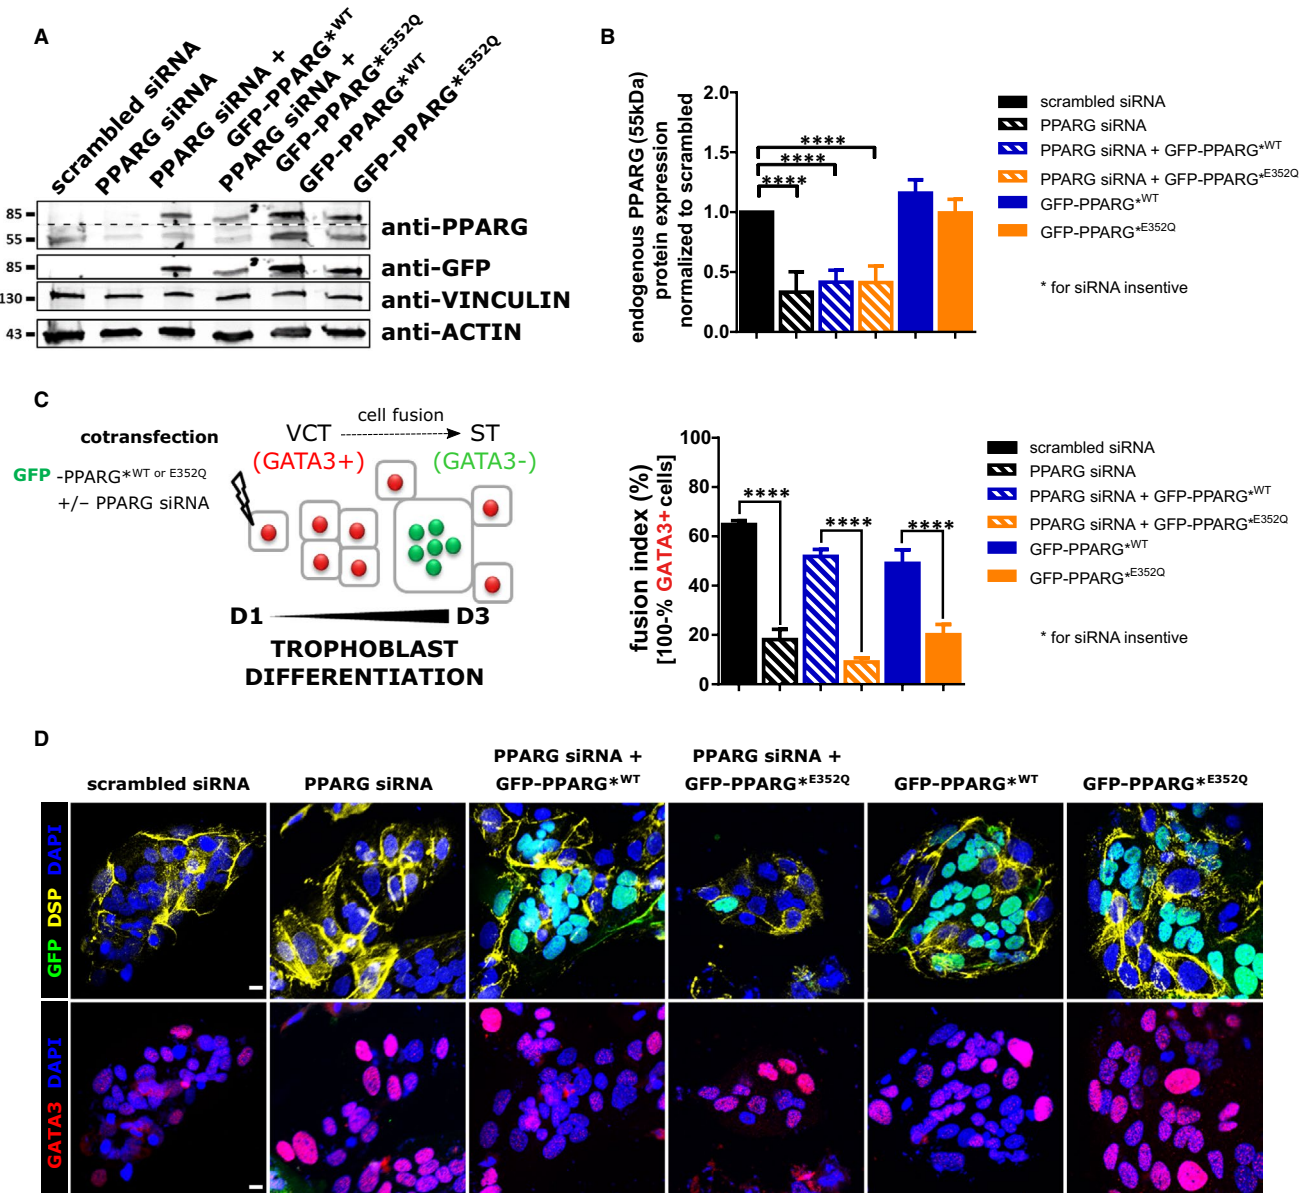 A
scrambled siRNA
PPARG siRNA
PPARG siRNA +
GFP-PPARG*WT
PPARG siRNA +
GFP-PPARG*E352Q
GFP-PPARG*WT
GFP-PPARG*E352Q
85
55
anti-PPARG
85
anti-GFP
130
anti-VINCULIN
43
anti-ACTIN
B
endogenous PPARG (55kDa)
protein expression
normalized to scrambled
2.0
1.5
1.0
0.5
0.0
****
****
****
scrambled siRNA
PPARG siRNA
PPARG siRNA + GFP-PPARG*WT
PPARG siRNA + GFP-PPARG*E352Q
GFP-PPARG*WT
GFP-PPARG*E352Q
* for siRNA insentive
C
cotransfection
GFP -PPARG*WT or E352Q
+/– PPARG siRNA
cell fusion
VCT
ST
(GATA3+)
(GATA3-)
D1
D3
TROPHOBLAST
DIFFERENTIATION
fusion index (%)
[100-% GATA3+ cells]
100
80
60
40
20
0
****
****
****
scrambled siRNA
PPARG siRNA
PPARG siRNA + GFP-PPARG*WT
PPARG siRNA + GFP-PPARG*E352Q
GFP-PPARG*WT
GFP-PPARG*E352Q
* for siRNA insentive
D
scrambled siRNA
PPARG siRNA
PPARG siRNA +
GFP-PPARG*WT
PPARG siRNA +
GFP-PPARG*E352Q
GFP-PPARG*WT
GFP-PPARG*E352Q
GFP DSP DAPI
GATA3 DAPI